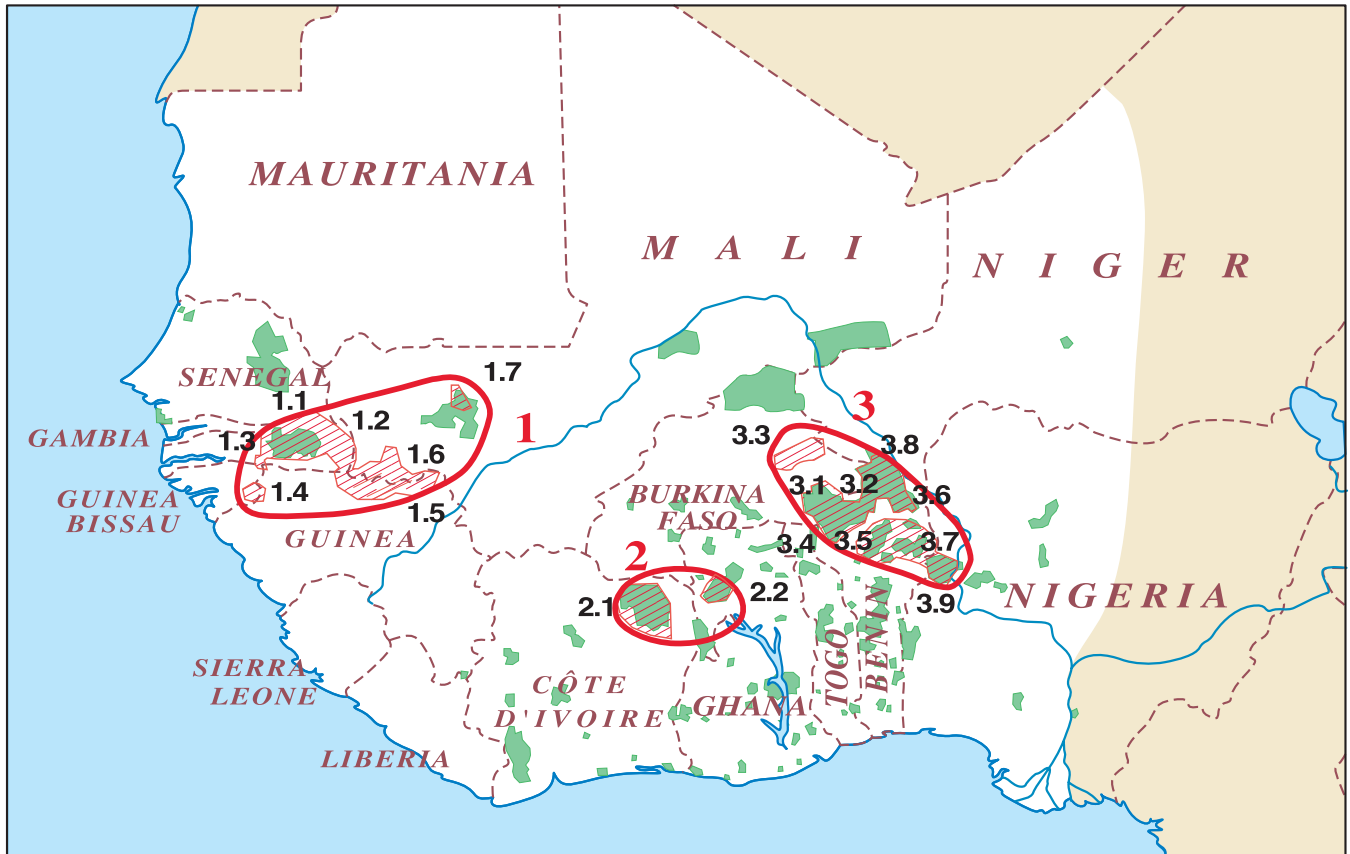 MAURITANIA
MALI
NIGER
SENEGAL
1.7
1.1
3
1.2
1
GAMBIA
1.3
3.3
3.8
1.6
3.1
3.2
GUINEA
BISSAU
1.4
BURKINA
FASO
3.6
1.5
GUINEA
3.4
3.5
3.7
2
2.1
2.2
3.9
NIGERIA
SIERRA
LEONE
CÔTE
D'IVOIRE
GHANA
TOGO
BENIN
LIBERIA